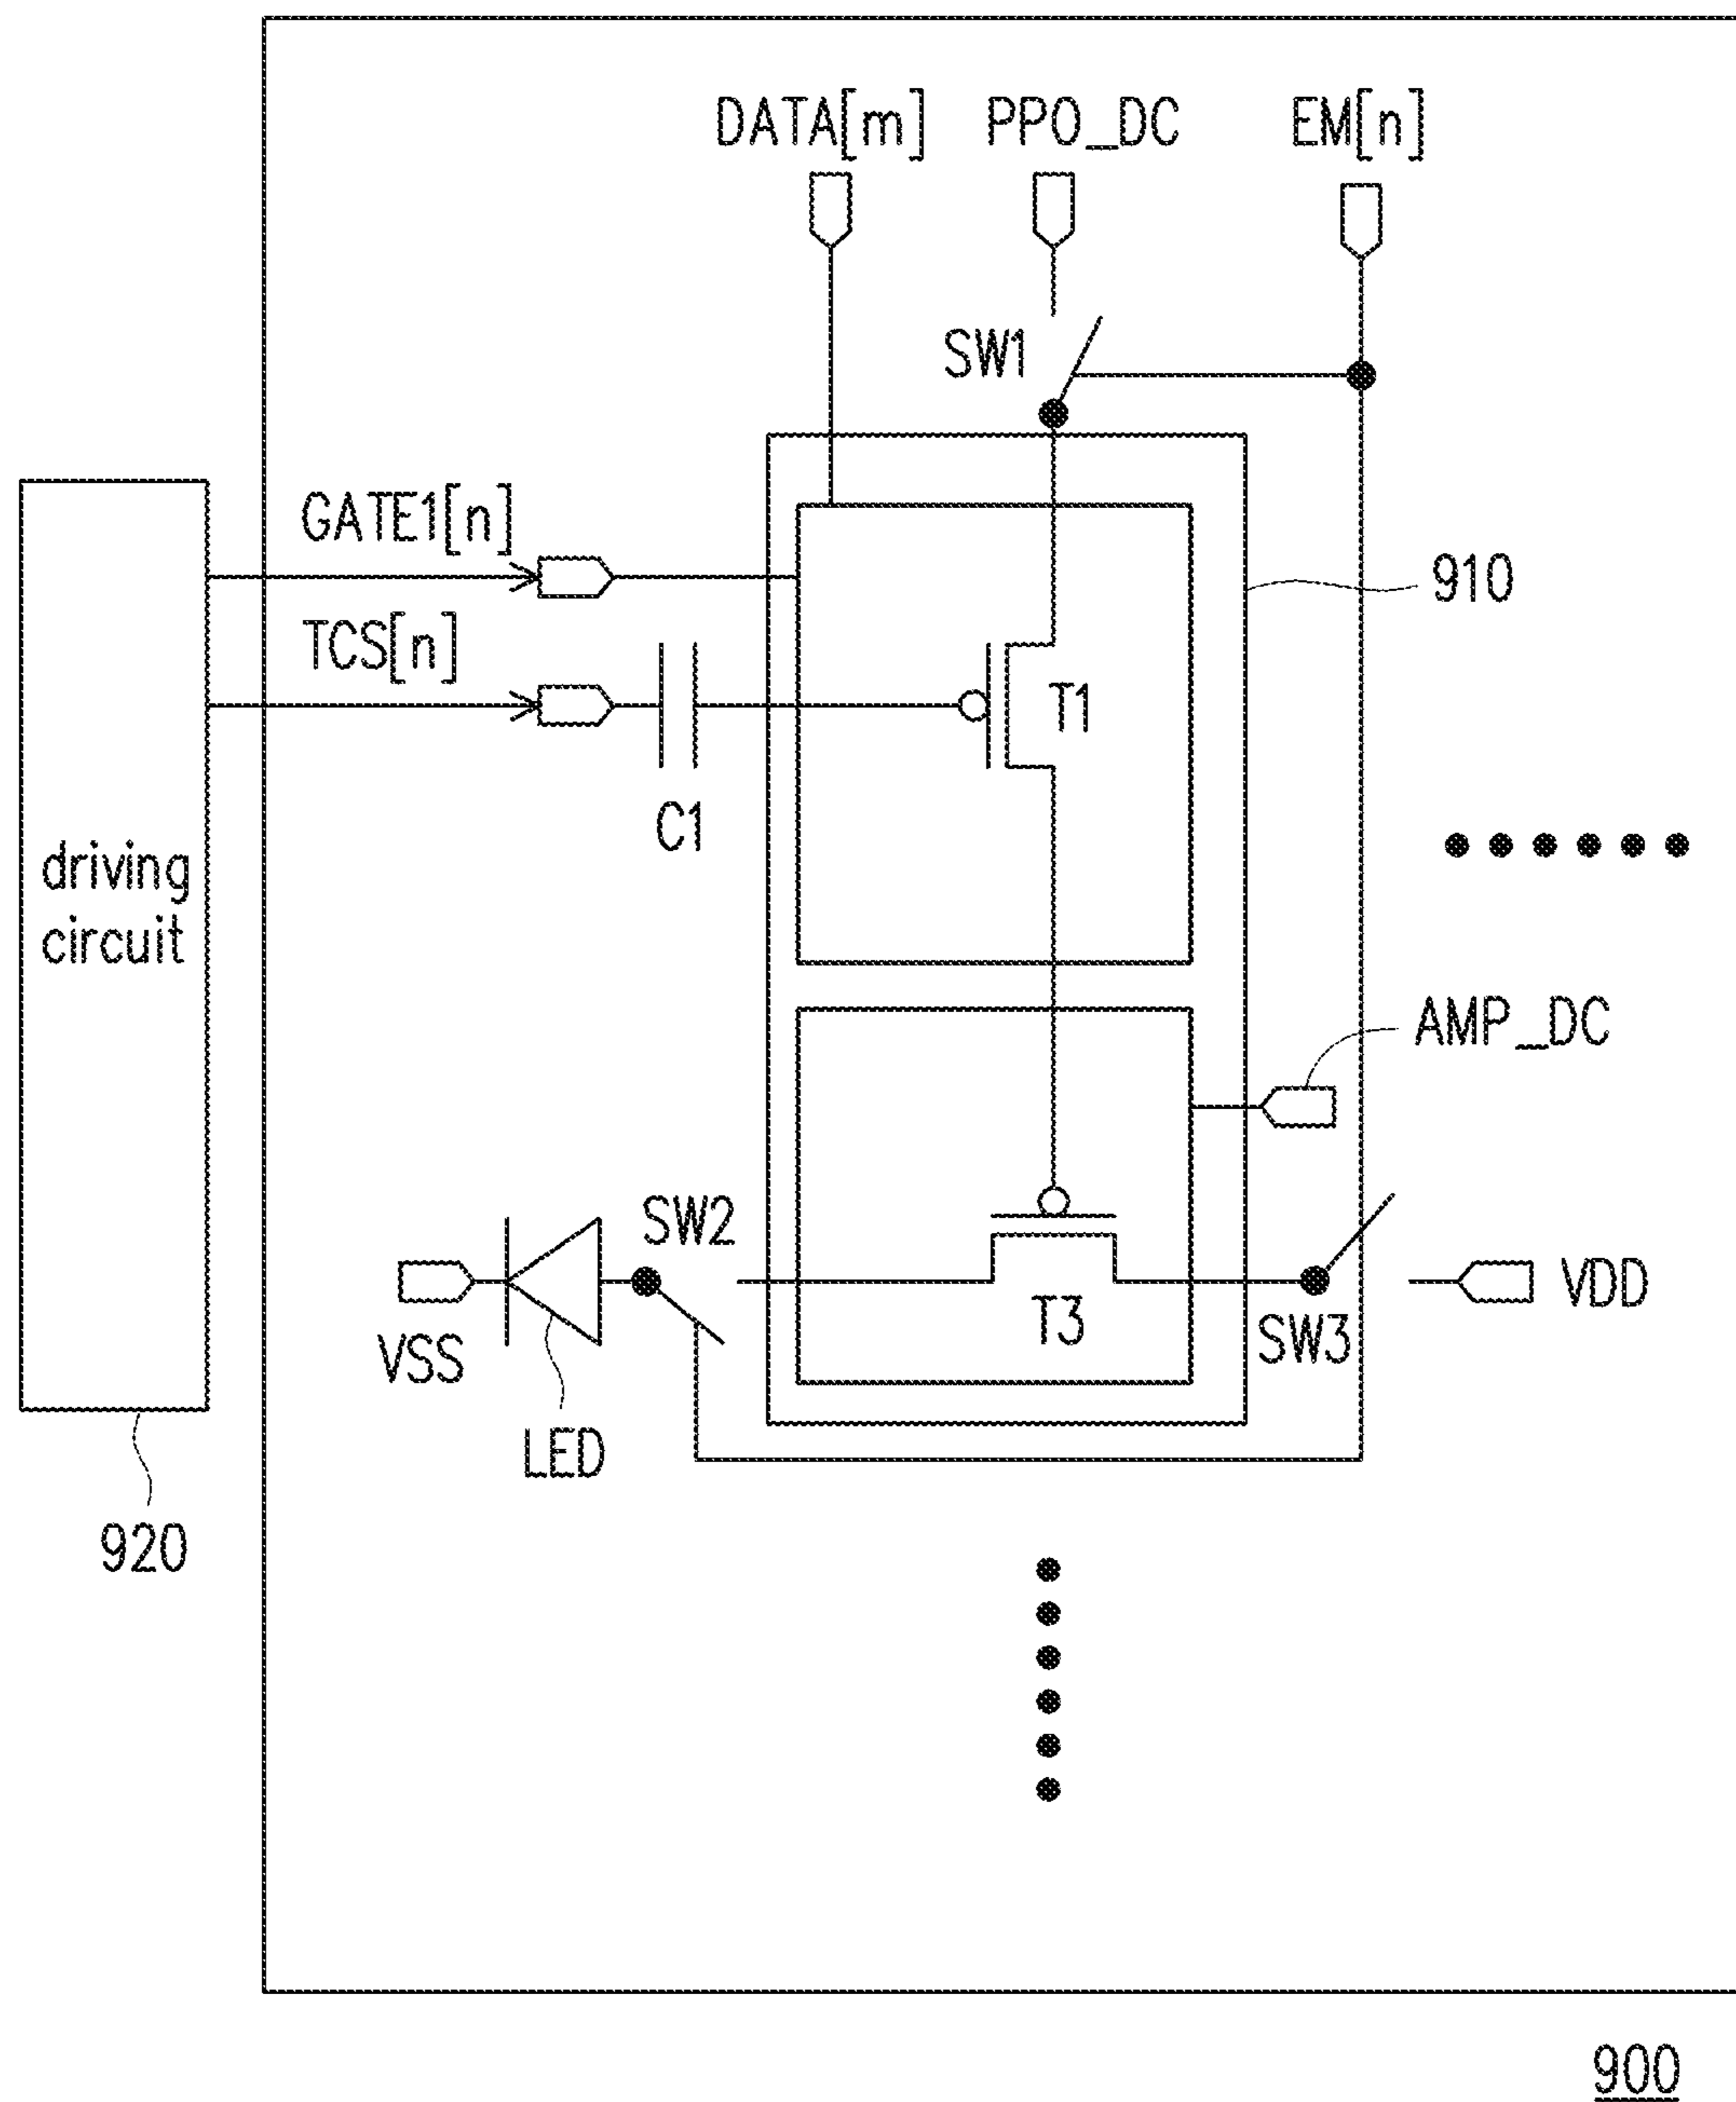 DATA[m] PPO_DC EM[n]
SW1
GATE1[n]
910
TCS[n]
T1
C1
driving
circuit
AMP_DC
SW2
VDD
T3
SW3
VSS
LED
920
900